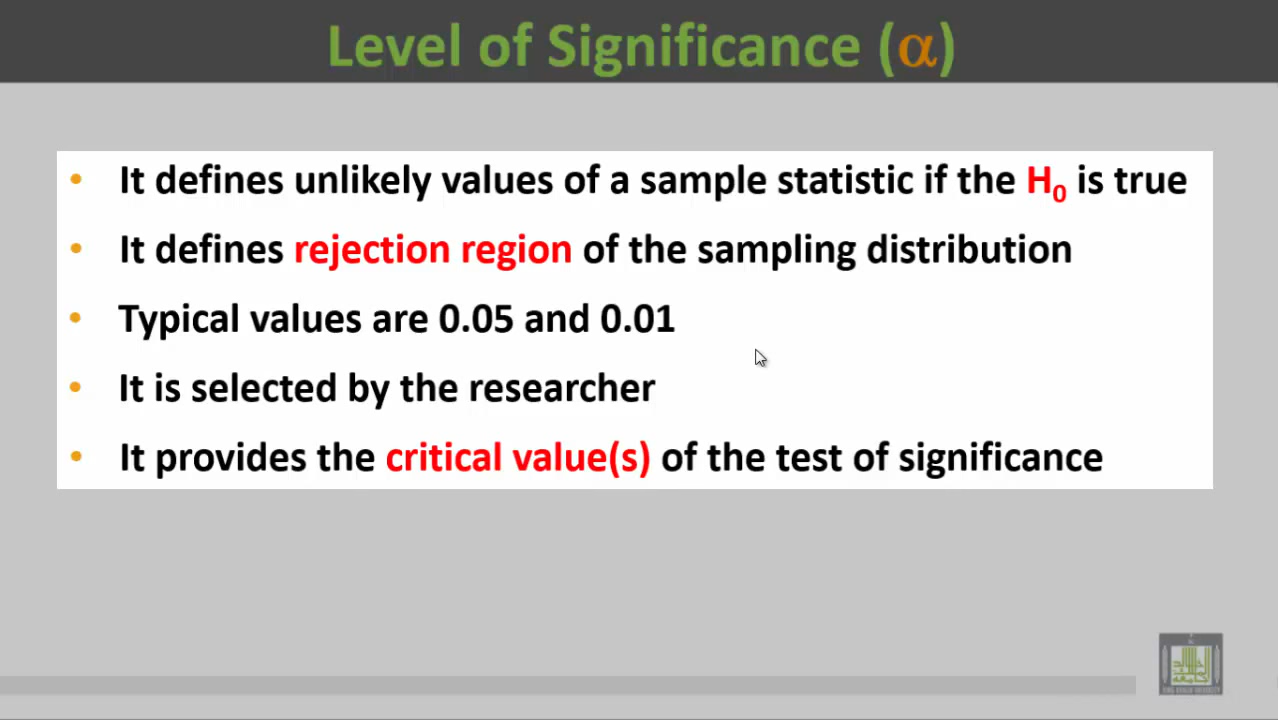 Level of Significance (α)
• It defines unlikely values of a sample statistic if the H₀ is true
• It defines rejection region of the sampling distribution
• Typical values are 0.05 and 0.01
• It is selected by the researcher
• It provides the critical value(s) of the test of significance